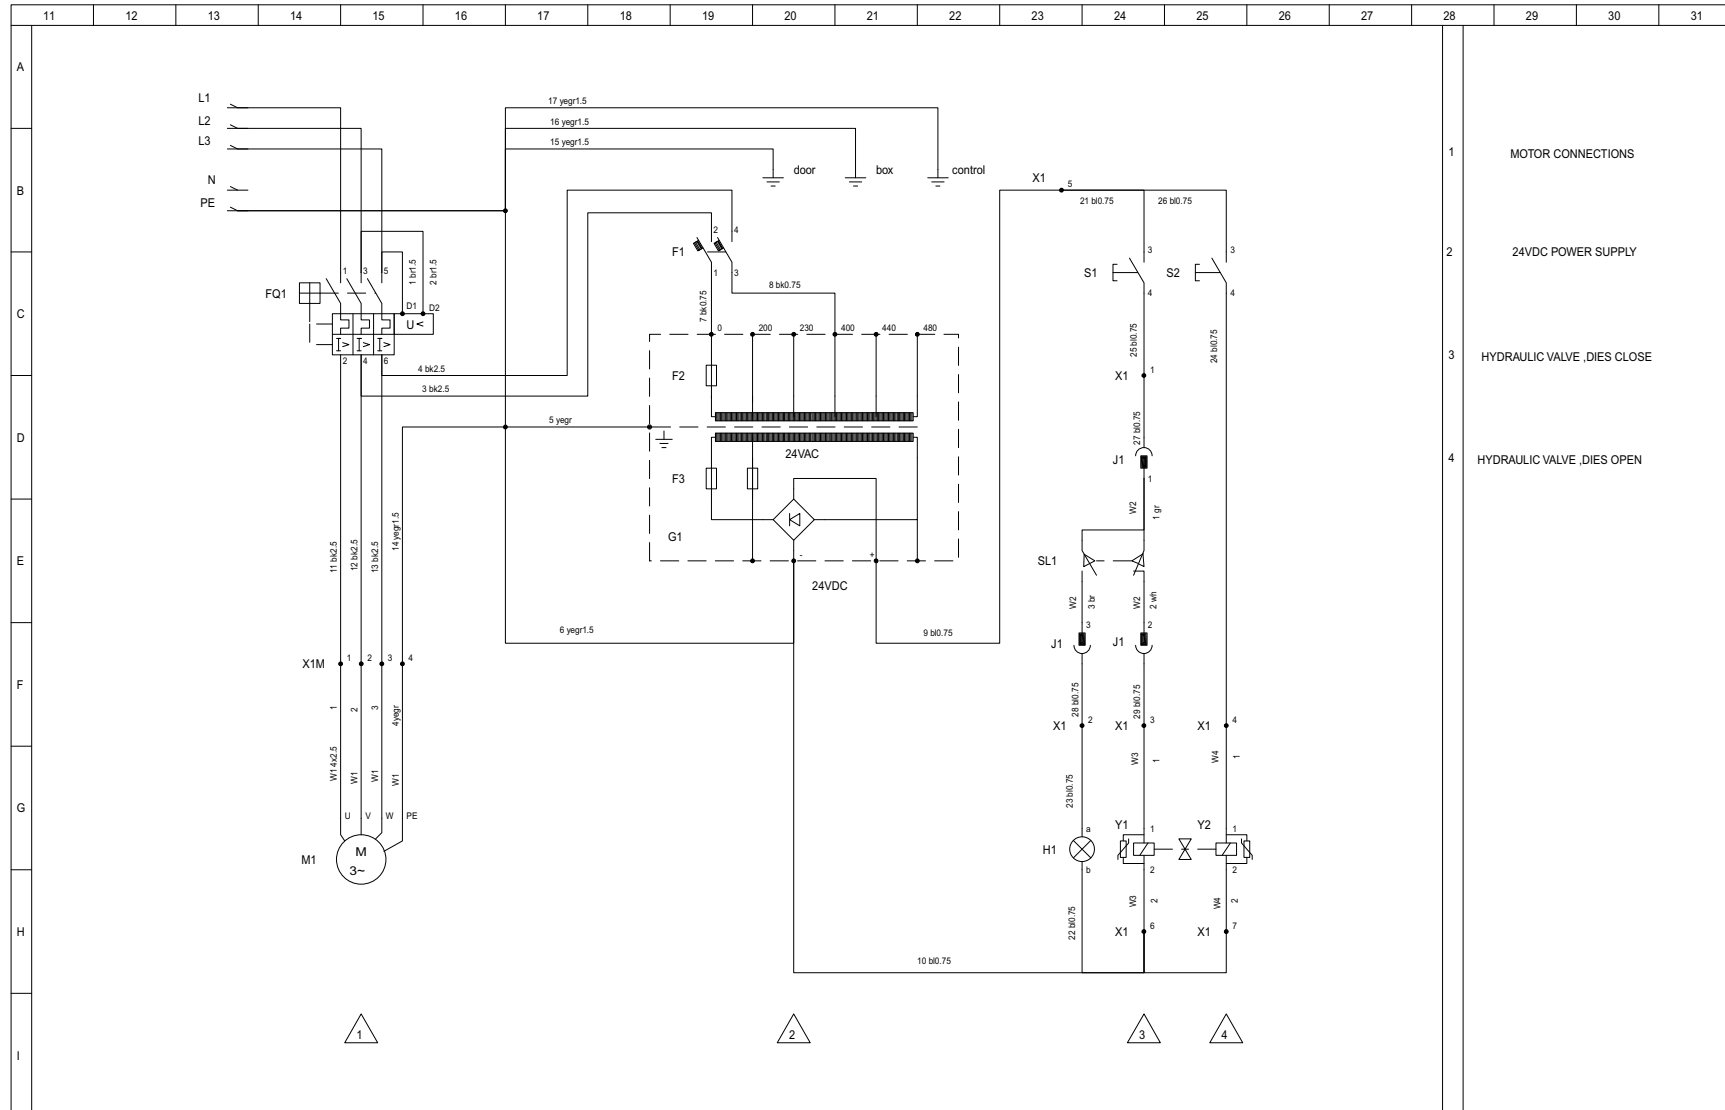 11 12 13 14 15 16 17 18 19 20 21 22 23 24 25 26 27 28 29 30 31
A
L1
17 yegr1.5
L2
16 yegr1.5
L3
15 yegr1.5
1 MOTOR CONNECTIONS
door box control
N
X1 5
B
PE
21 bl0.75 26 bl0.75
2 4
F1
3 3
2 24VDC POWER SUPPLY
1 3 5
1 br1.5
2 br1.5
1 3
S1 S2
8 bk0.75
FQ1
4 4
D1 D2
7 bk0.75
C
U<
0 200 230 400 440 480
I> I> I>
25 bl0.75
24 bl0.75
2 4 6
3 HYDRAULIC VALVE ,DIES CLOSE
4 bk2.5
F2
X1 1
3 bk2.5
5 yegr
27 bl0.75
D
24VAC
J1
4 HYDRAULIC VALVE ,DIES OPEN
F3
1
W2
1 gr
14 yegr1.5
G1
11 bk2.5
12 bk2.5
13 bk2.5
E
- +
SL1
24VDC
W2
3 br
W2
2 wh
6 yegr1.5
9 bl0.75
3 2
J1 J1
X1M 1 2 3 4
F
28 bl0.75
29 bl0.75
1
2
3
4yegr
X1 2 X1 3 X1 4
W1 4x2.5
W1
W1
W1
W3
1
W4
1
23 bl0.75
G
U V W PE
a Y1 1 Y2 1
M1
M
3~
H1
b 2 2
22 bl0.75
W3
2
W4
2
H
X1 6 X1 7
10 bl0.75
1 2 3 4
I